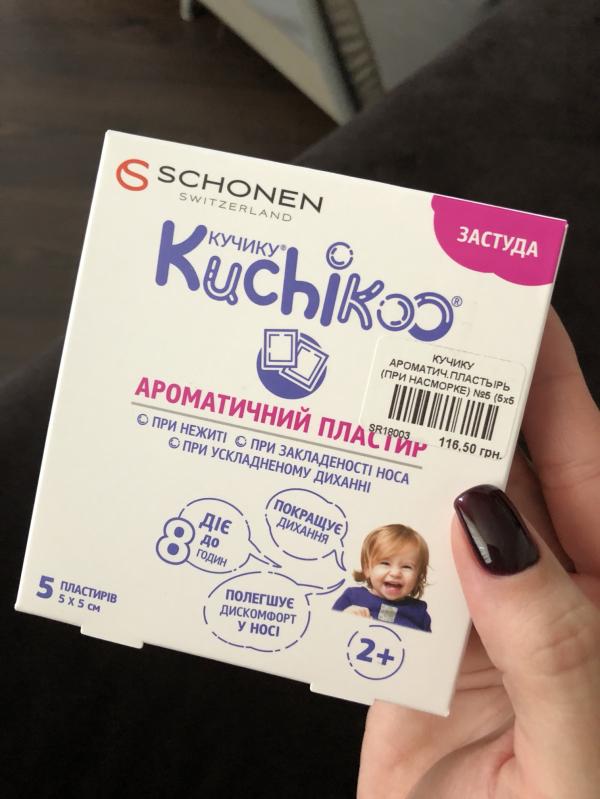 SCHONEN
SWITZERLAND
ЗАСТУДА
КУЧИКУ®
Kuchikoo®
КУЧИКУ
АРОМАТИЧ.ПЛАСТЫРЬ
(ПРИ НАСМОРКЕ) №5 (5х5
SR18003
116,50 грн.
АРОМАТИЧНИЙ ПЛАСТИР
ПРИ НЕЖИТІ
ПРИ ЗАКЛАДЕНОСТІ НОСА
ПРИ УСКЛАДНЕНОМУ ДИХАННІ
ДІЄ
ДО
8
ГОДИН
ПОКРАЩУЄ
ДИХАННЯ
ПОЛЕГШУЄ
ДИСКОМФОРТ
У НОСІ
5 ПЛАСТИРІВ
5 Х 5 СМ
2+